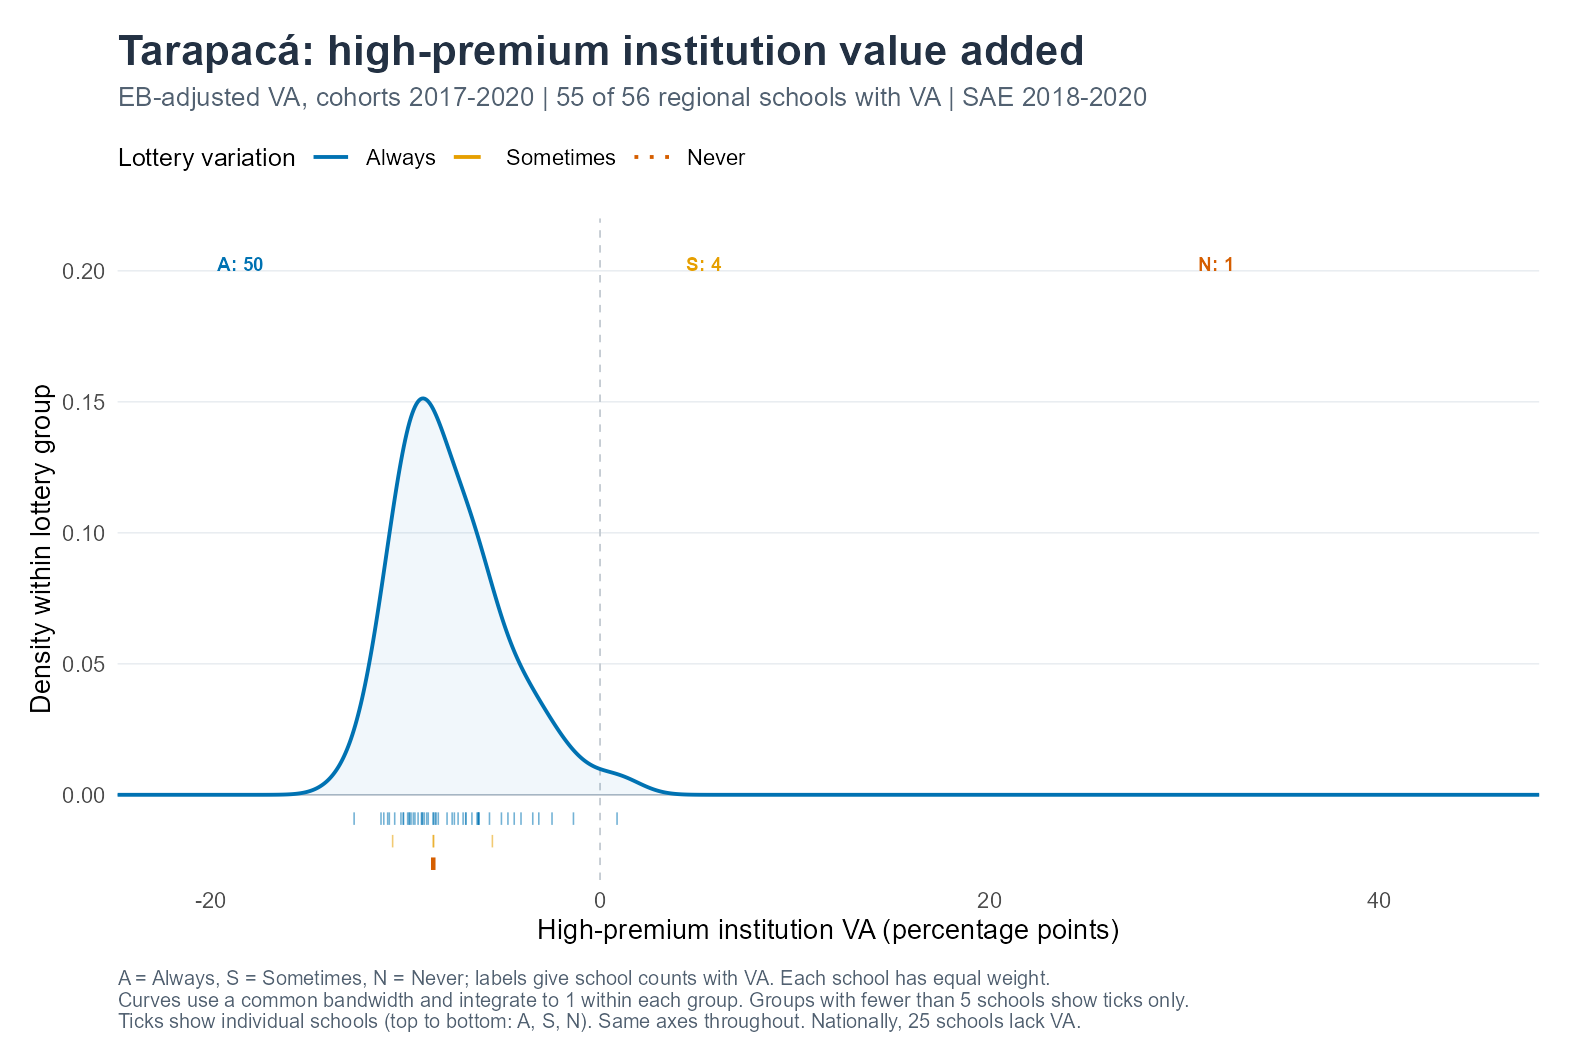 Tarapacá: high-premium institution value added
EB-adjusted VA, cohorts 2017-2020 | 55 of 56 regional schools with VA | SAE 2018-2020
Lottery variation Always Sometimes Never
A: 50 S: 4 N: 1
0.20
0.15
0.10
0.05
0.00
Density within lottery group
-20 0 20 40
High-premium institution VA (percentage points)
A = Always, S = Sometimes, N = Never; labels give school counts with VA. Each school has equal weight.
Curves use a common bandwidth and integrate to 1 within each group. Groups with fewer than 5 schools show ticks only.
Ticks show individual schools (top to bottom: A, S, N). Same axes throughout. Nationally, 25 schools lack VA.